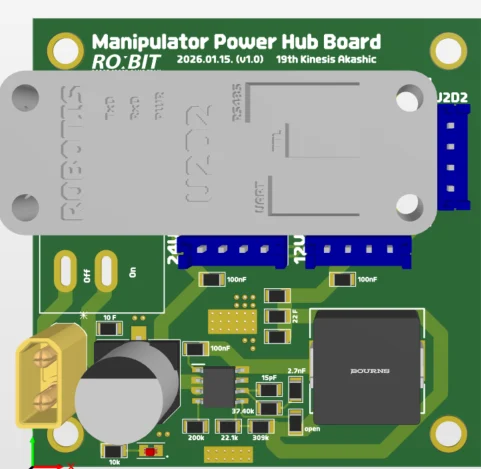 Manipulator Power Hub Board
RO:BIT 2026.01.15. (v1.0) 19th Kinesis Akashic
ROBOTIS
TxD
RxD
PWR
U2D2
RS485
TTL
UART
U2D2
24V
12V
Off
On
100nF
100nF
10 F
22 F
100nF
BOURNS
15pF
2.7nF
37.40k
200k
22.1k
309k
open
10k